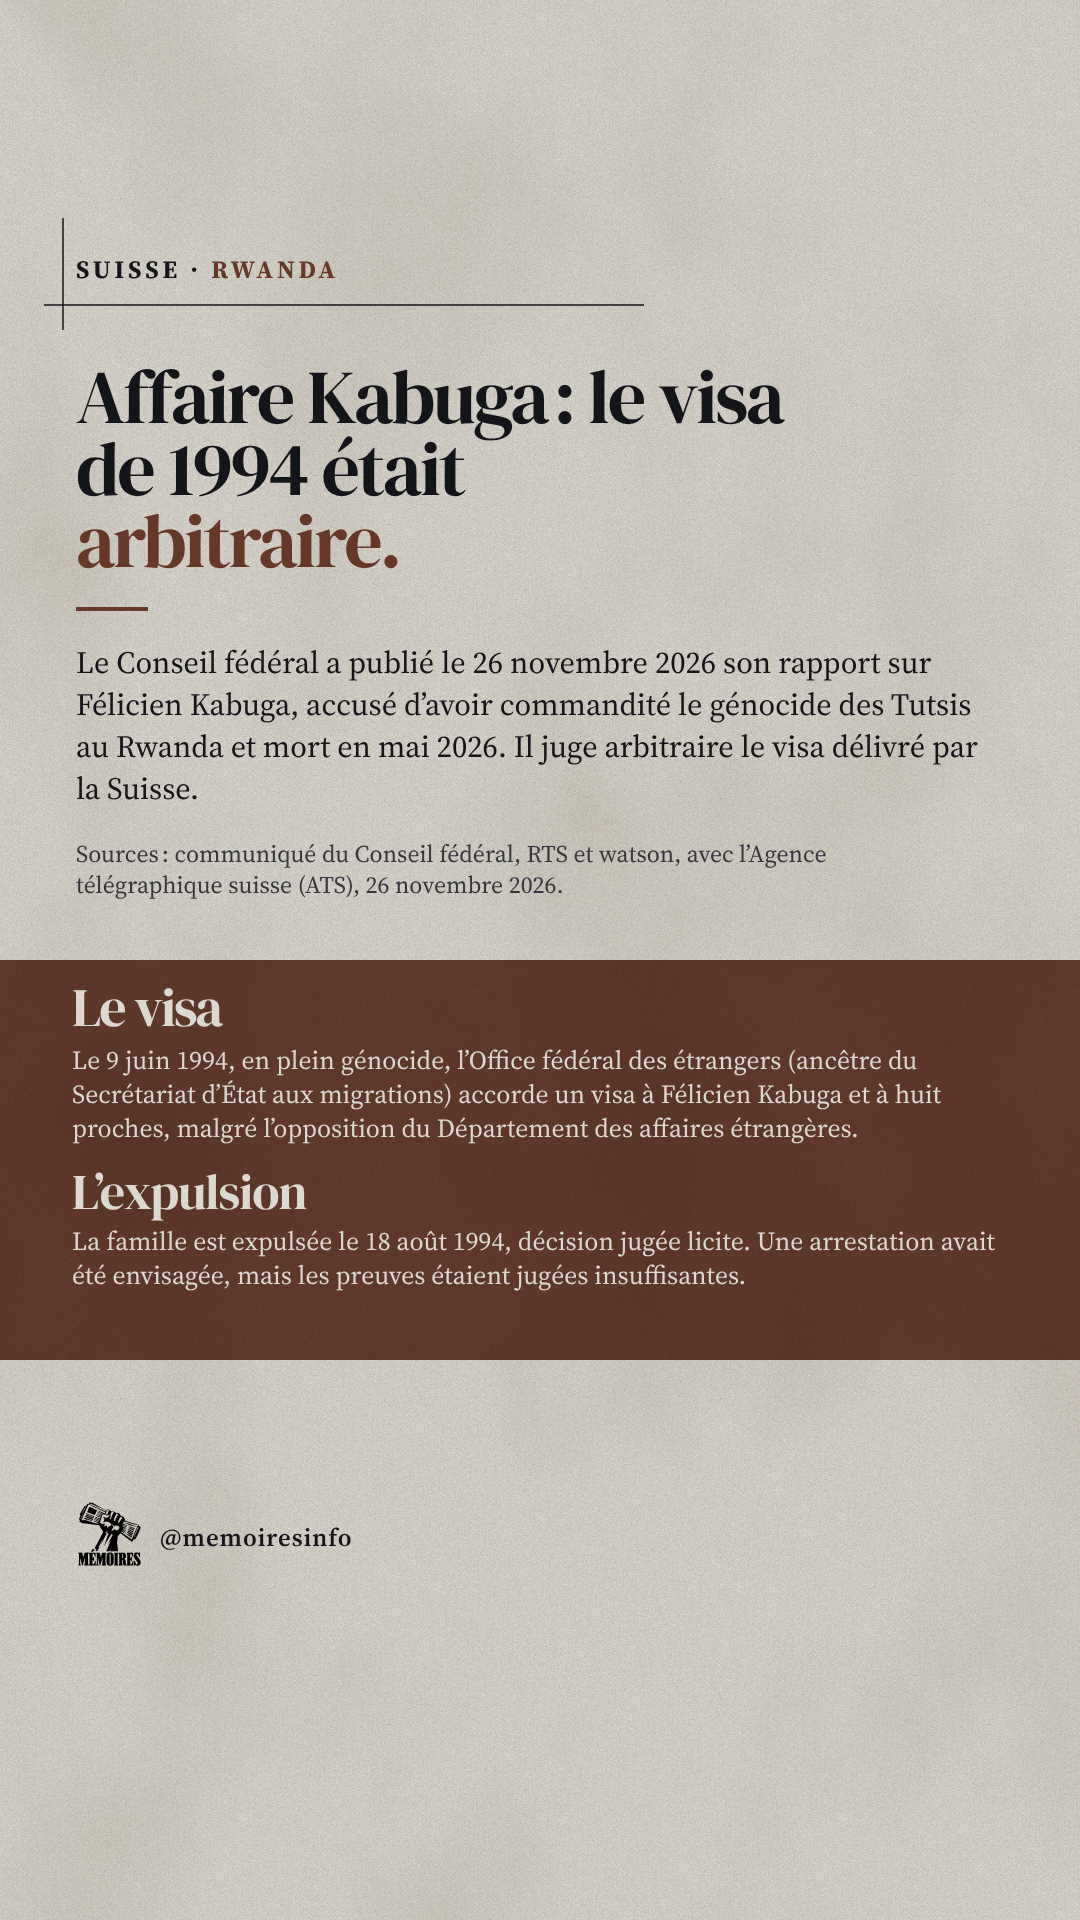 SUISSE · RWANDA
Affaire Kabuga : le visa
de 1994 était
arbitraire.
Le Conseil fédéral a publié le 26 novembre 2026 son rapport sur
Félicien Kabuga, accusé d’avoir commandité le génocide des Tutsis
au Rwanda et mort en mai 2026. Il juge arbitraire le visa délivré par
la Suisse.
Sources : communiqué du Conseil fédéral, RTS et watson, avec l’Agence
télégraphique suisse (ATS), 26 novembre 2026.
Le visa
Le 9 juin 1994, en plein génocide, l’Office fédéral des étrangers (ancêtre du
Secrétariat d’État aux migrations) accorde un visa à Félicien Kabuga et à huit
proches, malgré l’opposition du Département des affaires étrangères.
L’expulsion
La famille est expulsée le 18 août 1994, décision jugée licite. Une arrestation avait
été envisagée, mais les preuves étaient jugées insuffisantes.
MÉMOIRES
@memoiresinfo